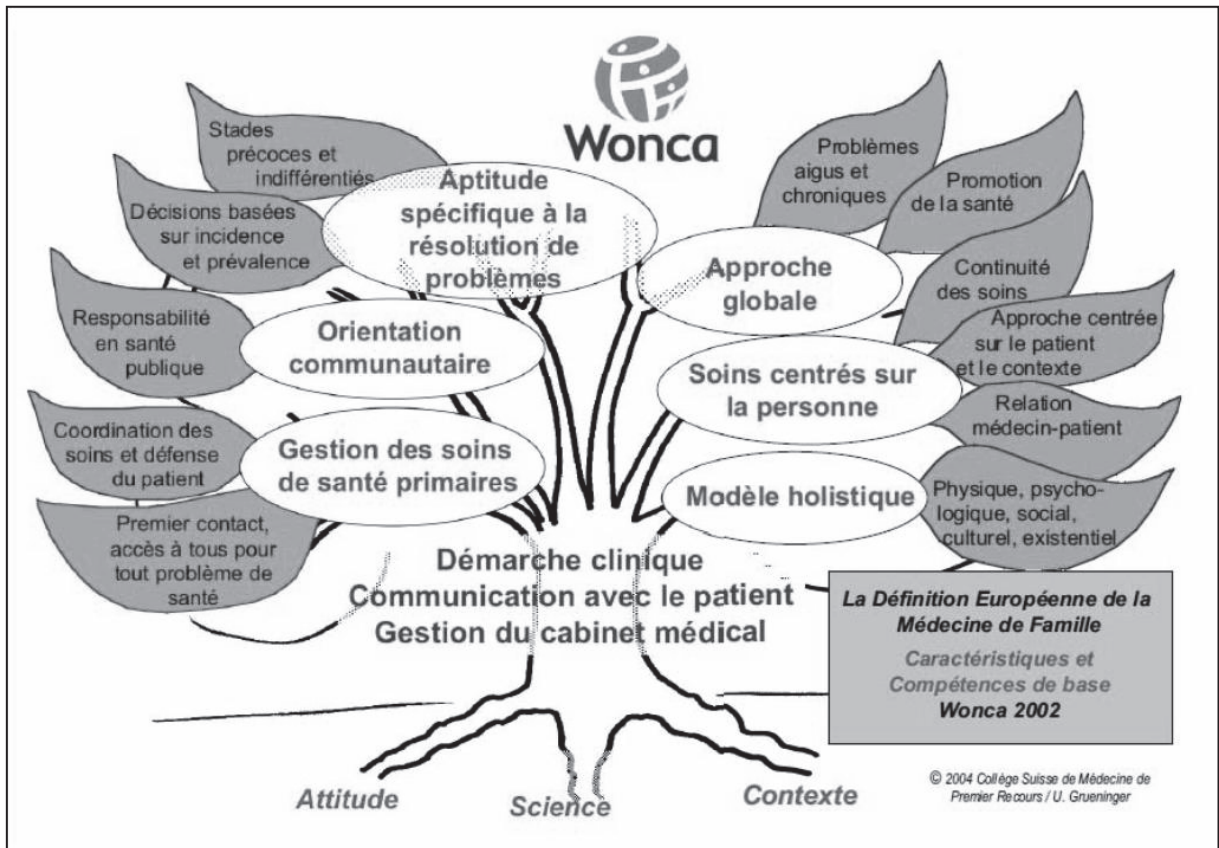 Wonca
Stades
précoces et
indifférentiés
Décisions basées
sur incidence
et prévalence
Responsabilité
en santé
publique
Coordination des
soins et défense
du patient
Premier contact,
accès à tous pour
tout problème de
santé
Aptitude
spécifique à la
résolution de
problèmes
Orientation
communautaire
Gestion des soins
de santé primaires
Approche
globale
Soins centrés sur
la personne
Modèle holistique
Problèmes
aigus et
chroniques
Promotion
de la santé
Continuité
des soins
Approche centrée
sur le patient
et le contexte
Relation
médecin-patient
Physique, psycho-
logique, social,
culturel, existentiel
Démarche clinique
Communication avec le patient
Gestion du cabinet médical
La Définition Européenne de la
Médecine de Famille
Caractéristiques et
Compétences de base
Wonca 2002
Attitude
Science
Contexte
© 2004 Collège Suisse de Médecine de
Premier Recours / U. Grueninger